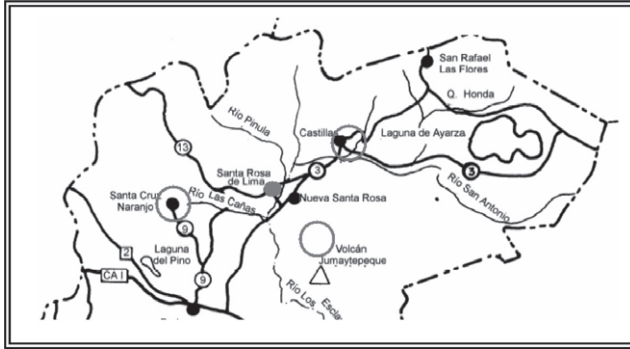 San Rafael
Las Flores
Q. Honda
Río Pinula
Castillas
Laguna de Ayarza
13
Santa Rosa
de Lima
3
3
Río San Antonio
Santa Cruz
Naranjo
Río Las Cañas
Nueva Santa Rosa
9
Laguna
del Pino
2
Volcán
Jumaytepeque
CA I
9
Río Los